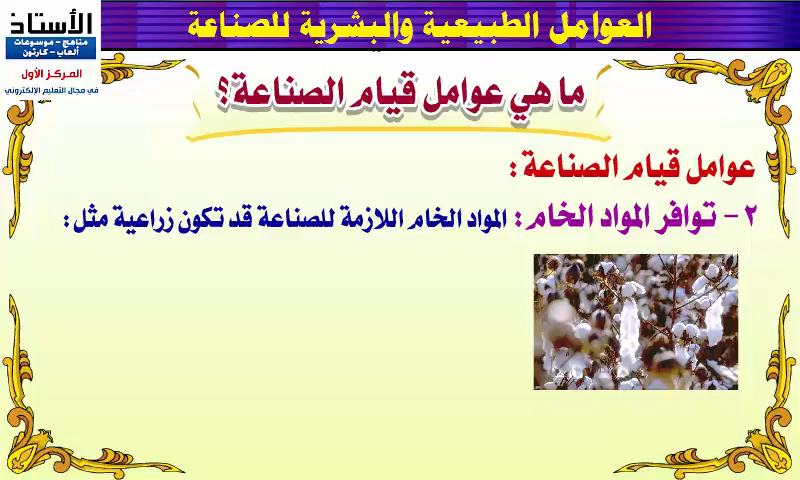 العوامل الطبيعية والبشرية للصناعة
الأستاذ
مناهج - موسوعات
ألعاب - كارتون
المركز الأول
في مجال التعليم الإلكتروني
ما هي عوامل قيام الصناعة؟
عوامل قيام الصناعة :
٢ - توافر المواد الخام : المواد الخام اللازمة للصناعة قد تكون زراعية مثل :